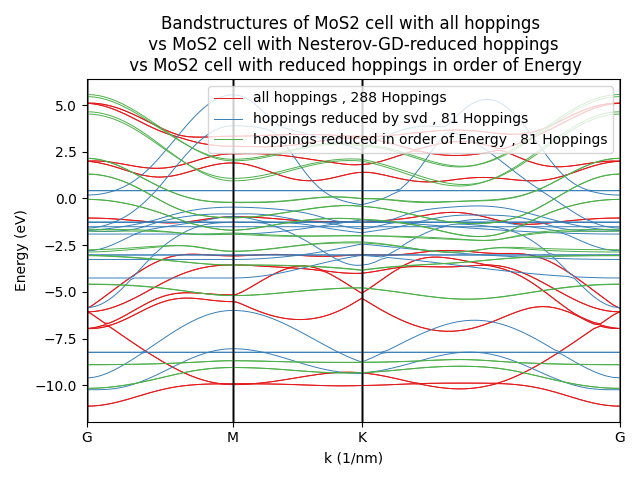 Bandstructures of MoS2 cell with all hoppings
vs MoS2 cell with Nesterov-GD-reduced hoppings
vs MoS2 cell with reduced hoppings in order of Energy
all hoppings , 288 Hoppings
hoppings reduced by svd , 81 Hoppings
hoppings reduced in order of Energy , 81 Hoppings
Energy (eV)
5.0
2.5
0.0
−2.5
−5.0
−7.5
−10.0
G M K G
k (1/nm)